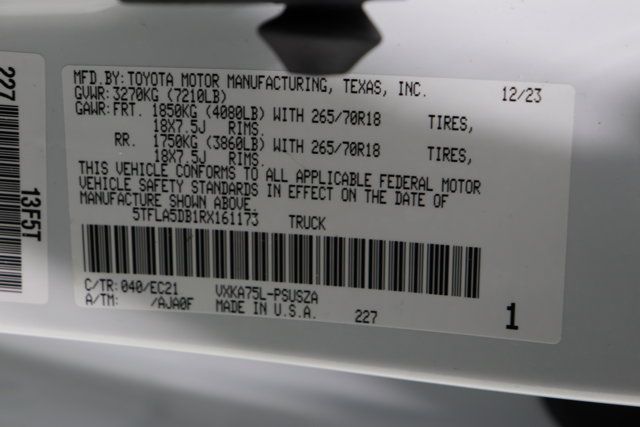 MFD.BY:TOYOTA MOTOR MANUFACTURING, TEXAS, INC. 12/23
GVWR:3270KG (7210LB)
GAWR:FRT. 1850KG (4080LB) WITH 265/70R18 TIRES,
18X7.5J RIMS.
RR. 1750KG (3860LB) WITH 265/70R18 TIRES,
18X7.5J RIMS.
THIS VEHICLE CONFORMS TO ALL APPLICABLE FEDERAL MOTOR
VEHICLE SAFETY STANDARDS IN EFFECT ON THE DATE OF
MANUFACTURE SHOWN ABOVE.
5TFLA5DB1RX161173 TRUCK
C/TR:040/EC21 VXKA75L-PSUSZA
A/TM: /AJA0F MADE IN U.S.A. 227 1
227
13F5T